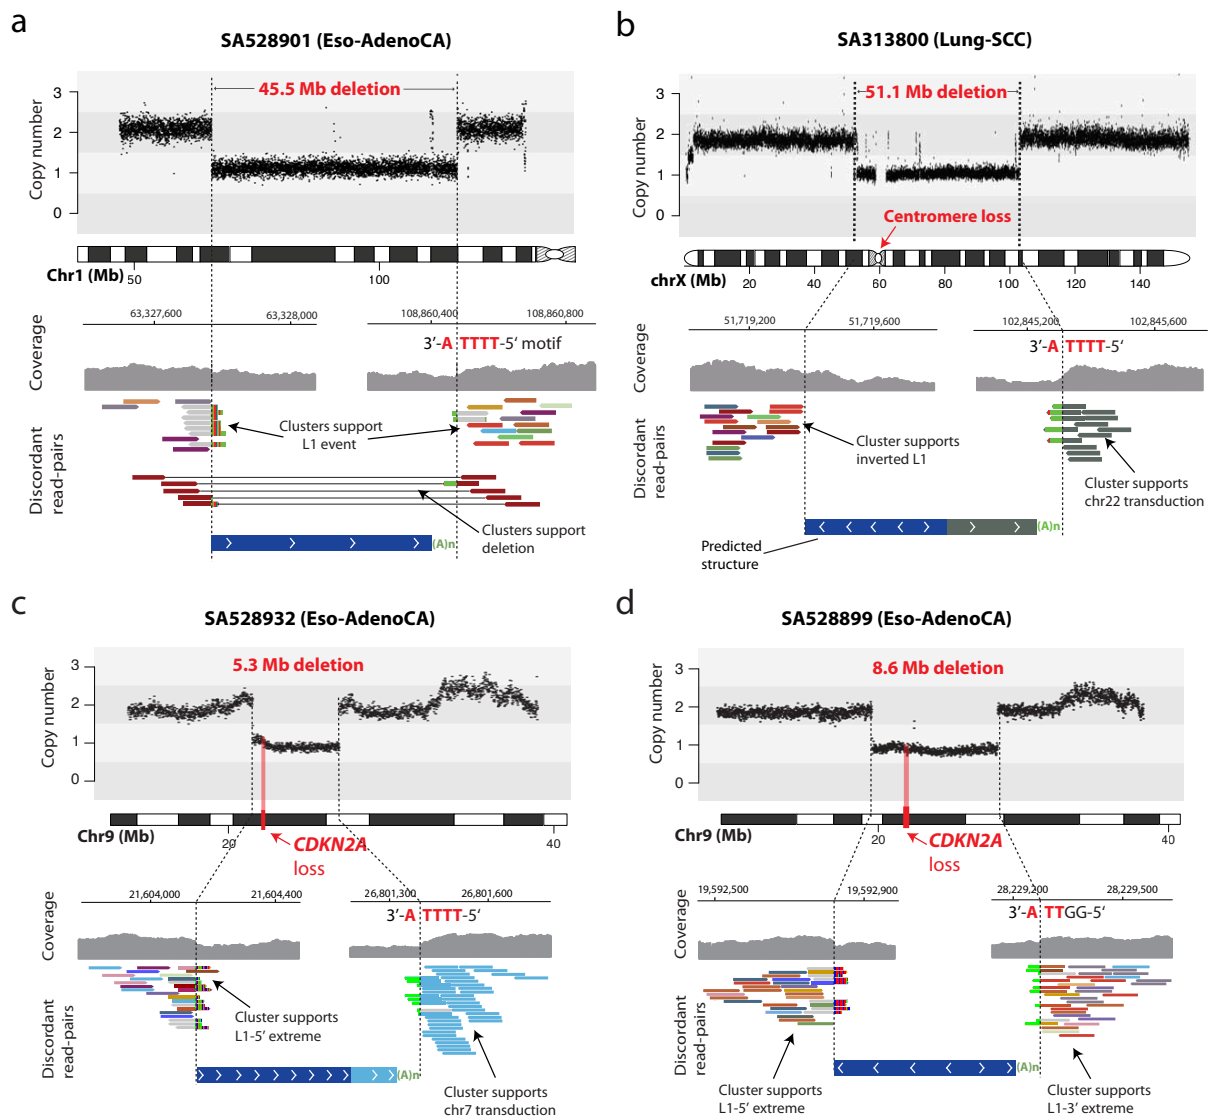 a
SA528901 (Eso-AdenoCA)
45.5 Mb deletion
Copy number
3
2
1
0
Chr1 (Mb)
50
100
63,327,600
63,328,000
108,860,400
108,860,800
3'-A TTTT-5' motif
Coverage
Discordant
read-pairs
Clusters support
L1 event
Clusters support
deletion
(A)n
b
SA313800 (Lung-SCC)
51.1 Mb deletion
Copy number
3
2
1
0
Centromere loss
chrX (Mb)
20
40
60
80
100
120
140
51,719,200
51,719,600
102,845,200
102,845,600
3'-A TTTT-5'
Coverage
Discordant
read-pairs
Cluster supports
inverted L1
Cluster supports
chr22 transduction
Predicted
structure
(A)n
c
SA528932 (Eso-AdenoCA)
5.3 Mb deletion
Copy number
3
2
1
0
Chr9 (Mb)
20
40
CDKN2A
loss
21,604,000
21,604,400
26,801,300
26,801,600
3'-A TTTT-5'
Coverage
Discordant
read-pairs
Cluster supports
L1-5' extreme
(A)n
Cluster supports
chr7 transduction
d
SA528899 (Eso-AdenoCA)
8.6 Mb deletion
Copy number
3
2
1
0
Chr9 (Mb)
20
40
CDKN2A
loss
19,592,500
19,592,900
28,229,200
28,229,500
3'-A TTGG-5'
Coverage
Discordant
read-pairs
(A)n
Cluster supports
L1-5' extreme
Cluster supports
L1-3' extreme